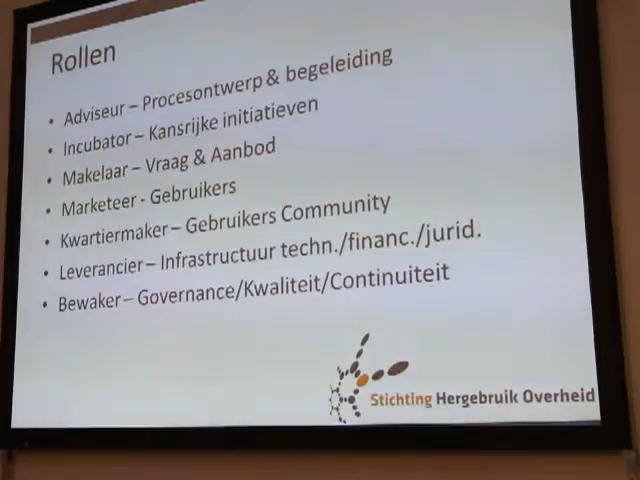 Rollen
• Adviseur – Procesontwerp & begeleiding
• Incubator – Kansrijke initiatieven
• Makelaar – Vraag & Aanbod
• Marketeer - Gebruikers
• Kwartiermaker – Gebruikers Community
• Leverancier – Infrastructuur techn./financ./jurid.
• Bewaker – Governance/Kwaliteit/Continuiteit
Stichting Hergebruik Overheid